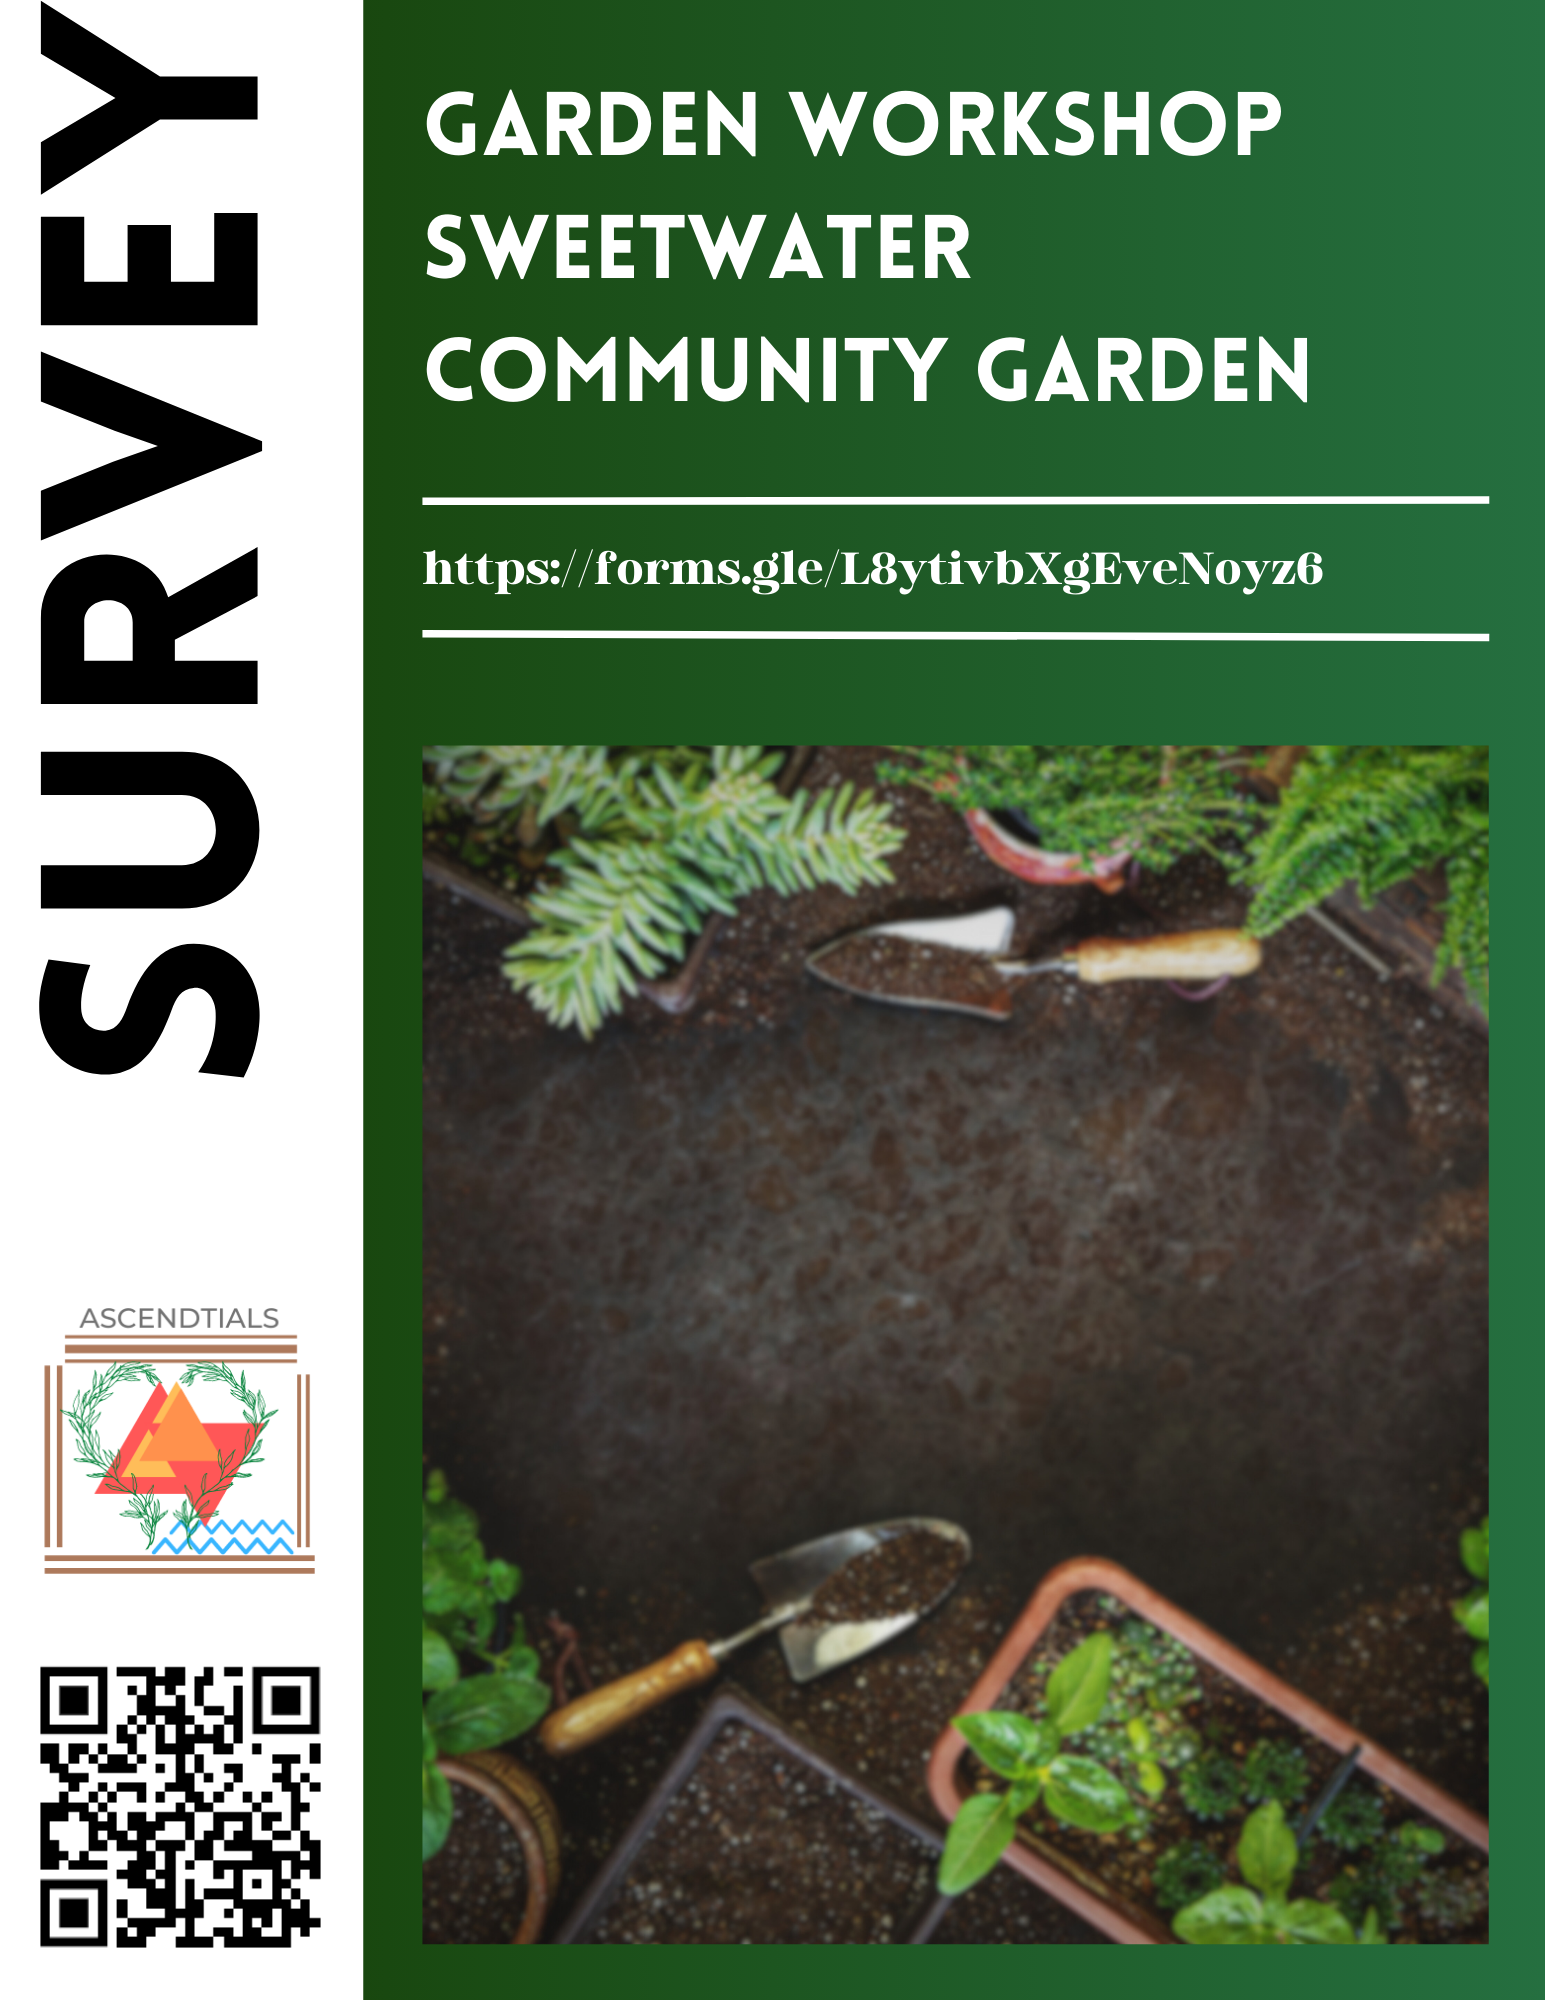 SURVEY
GARDEN WORKSHOP
SWEETWATER
COMMUNITY GARDEN
https://forms.gle/L8ytivbXgEveNoyz6
ASCENDTIALS